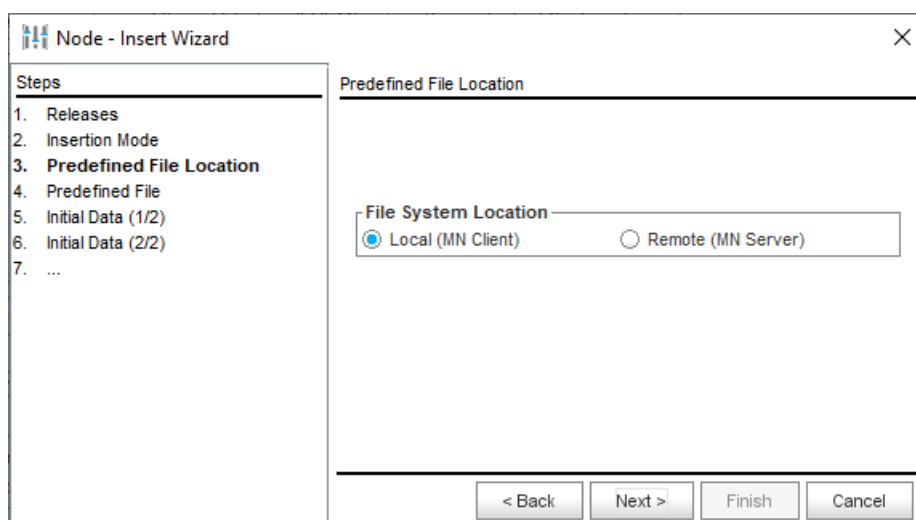 Node - Insert Wizard
Steps
1. Releases
2. Insertion Mode
3. Predefined File Location
4. Predefined File
5. Initial Data (1/2)
6. Initial Data (2/2)
7. ...
Predefined File Location
File System Location
Local (MN Client) Remote (MN Server)
< Back Next > Finish Cancel